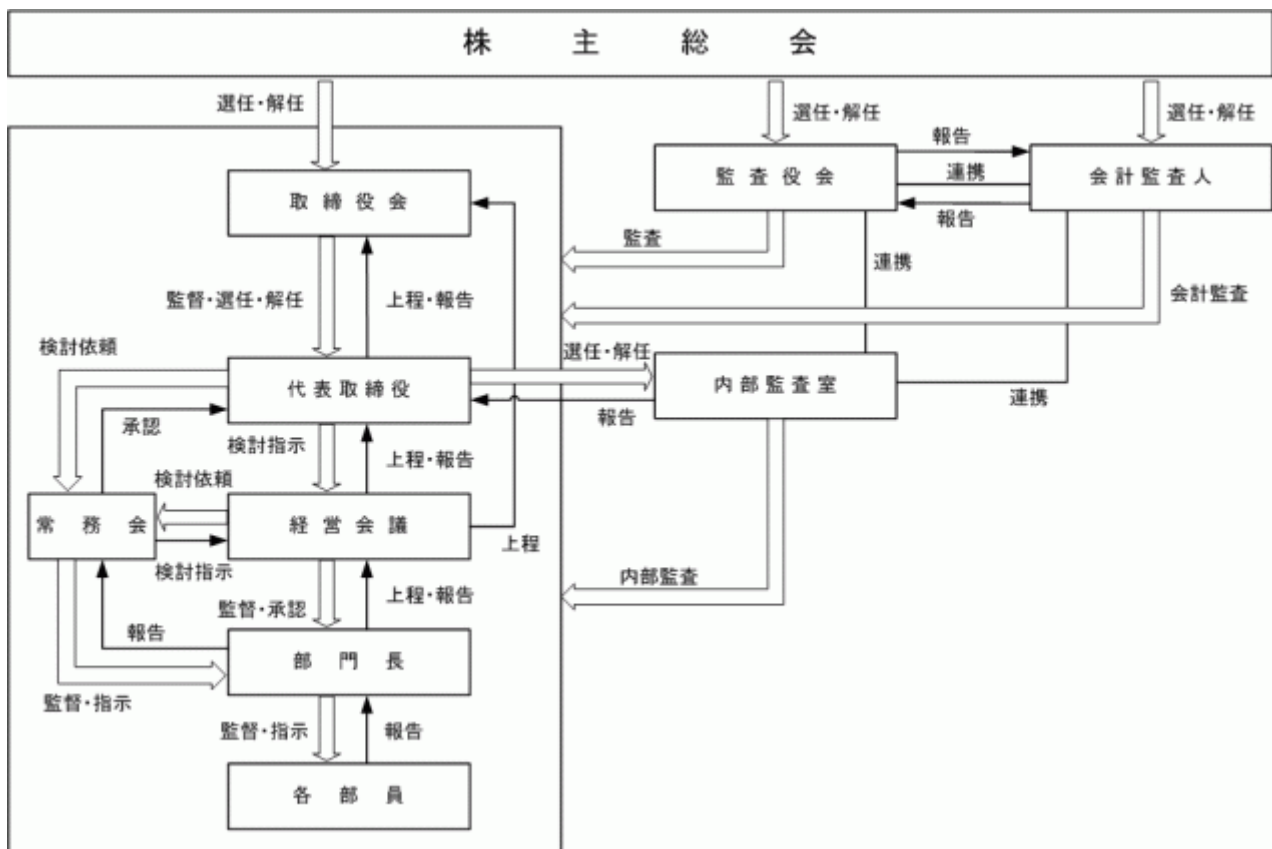 株主総会
選任・解任
選任・解任
選任・解任
監査役会
報告
連携
報告
会計監査人
取締役会
監査
連携
会計監査
監督・選任・解任
上程・報告
検討依頼
選任・解任
代表取締役
内部監査室
連携
報告
承認
検討指示
上程・報告
検討依頼
常務会
経営会議
上程
検討指示
内部監査
監督・承認
上程・報告
報告
部門長
監督・指示
監督・指示
報告
各部員